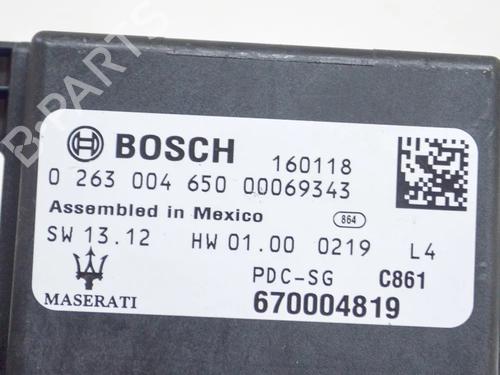 B-PARTS
BOSCH 160118
0 263 004 650 00069343
Assembled in Mexico 864
SW 13.12 HW 01.00 0219 L4
PDC-SG C861
MASERATI 670004819